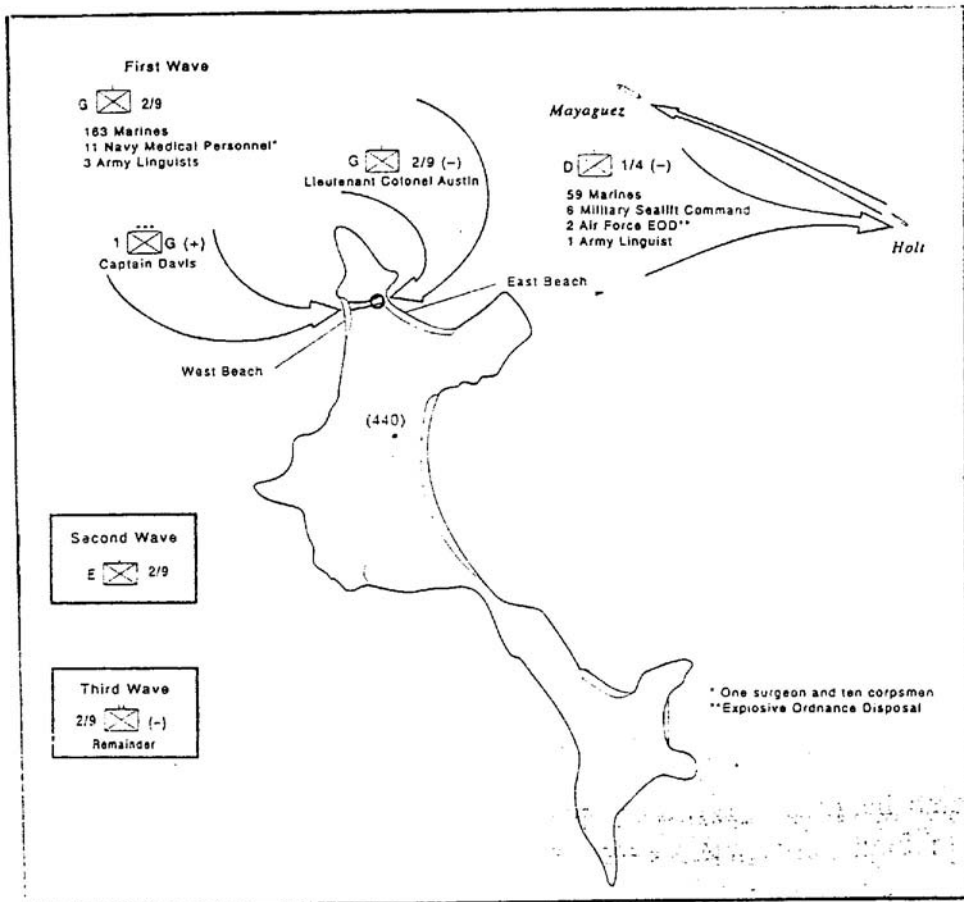 First Wave
G 2/9
163 Marines
11 Navy Medical Personnel*
3 Army Linguists
G 2/9 (-)
Lieutenant Colonel Austin
1 G (+)
Captain Davis
Mayaguez
D 1/4 (-)
59 Marines
6 Military Sealift Command
2 Air Force EOD**
1 Army Linguist
Holt
East Beach
West Beach
(440)
Second Wave
E 2/9
Third Wave
2/9 (-)
Remainder
* One surgeon and ten corpsmen
**Explosive Ordnance Disposal